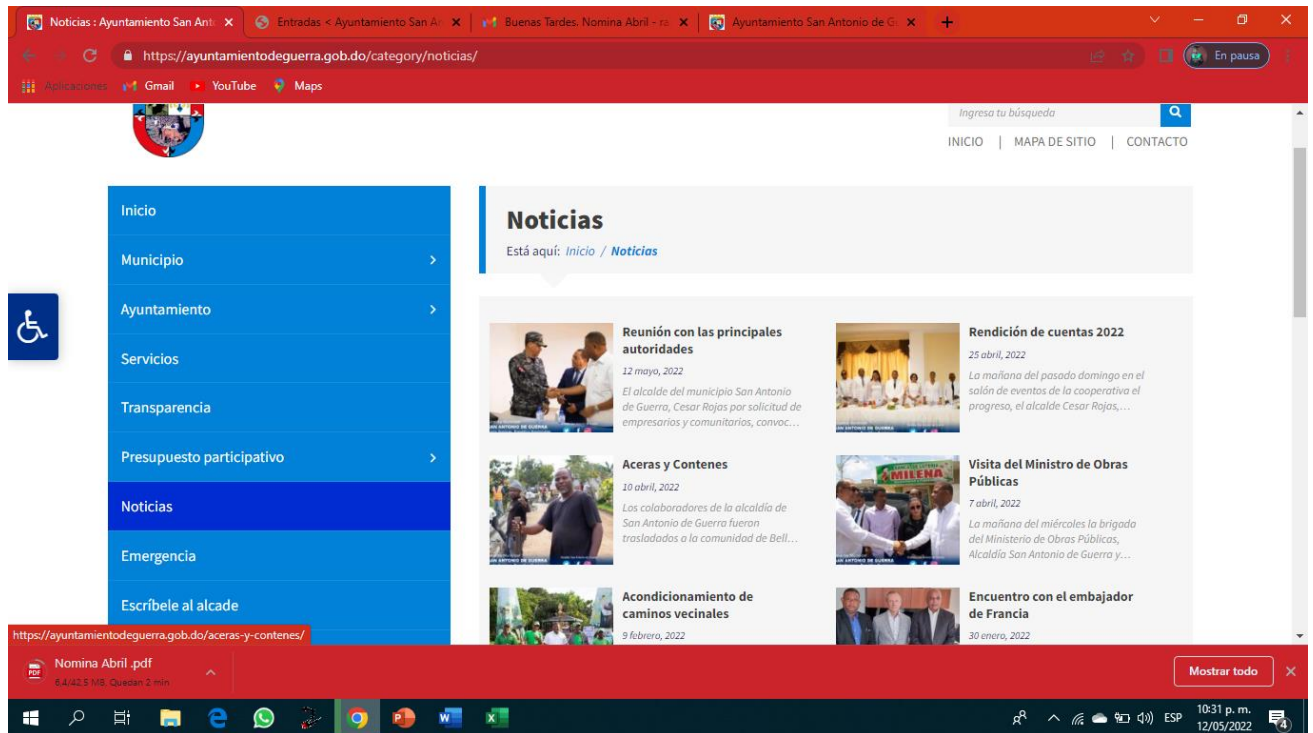 Noticias : Ayuntamiento San Anto
Entradas < Ayuntamiento San An
Buenas Tardes. Nomina Abril - ra
Ayuntamiento San Antonio de Gu
https://ayuntamientodeguerra.gob.do/category/noticias/
En pausa
Aplicaciones
Gmail
YouTube
Maps
Ingresa tu búsqueda
INICIO | MAPA DE SITIO | CONTACTO
Inicio
Municipio
Ayuntamiento
Servicios
Transparencia
Presupuesto participativo
Noticias
Emergencia
Escríbele al alcade
Noticias
Está aquí: Inicio / Noticias
Reunión con las principales
autoridades
12 mayo, 2022
El alcalde del municipio San Antonio
de Guerra, Cesar Rojas por solicitud de
empresarios y comunitarios, convoc...
Rendición de cuentas 2022
25 abril, 2022
La mañana del pasado domingo en el
salón de eventos de la cooperativa el
progreso, el alcalde Cesar Rojas,...
Aceras y Contenes
10 abril, 2022
Los colaboradores de la alcaldía de
San Antonio de Guerra fueron
trasladados a la comunidad de Bell...
Visita del Ministro de Obras
Públicas
7 abril, 2022
La mañana del miércoles la brigada
del Ministerio de Obras Públicas,
Alcaldía San Antonio de Guerra y...
Acondicionamiento de
caminos vecinales
9 febrero, 2022
Encuentro con el embajador
de Francia
30 enero, 2022
https://ayuntamientodeguerra.gob.do/aceras-y-contenes/
Nomina Abril .pdf
6,4/42,5 MB, Quedan 2 min
Mostrar todo
ESP
10:31 p. m.
12/05/2022
4